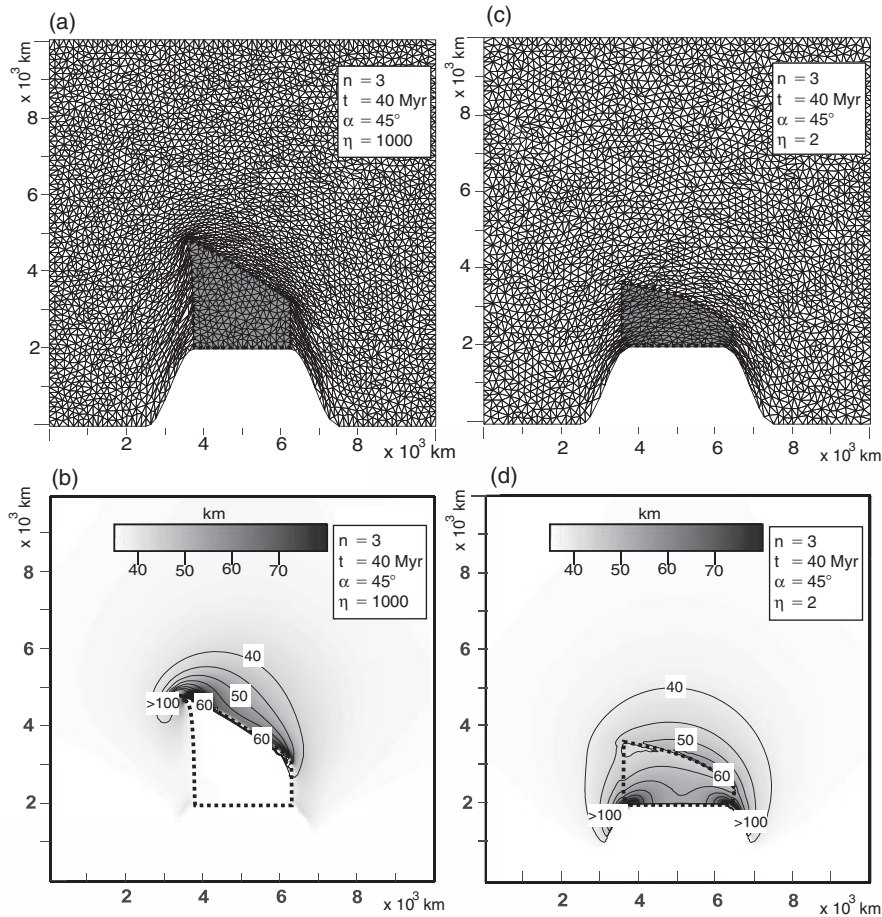 (a)
x 10³ km
8
6
4
2
n = 3
t = 40 Myr
α = 45°
η = 1000
2 4 6 8
x 10³ km
(c)
x 10³ km
8
6
4
2
n = 3
t = 40 Myr
α = 45°
η = 2
2 4 6 8
x 10³ km
(b)
x 10³ km
8
6
4
2
km
40 50 60 70
n = 3
t = 40 Myr
α = 45°
η = 1000
40
50
>100
60
60
2 4 6 8
x 10³ km
(d)
x 10³ km
8
6
4
2
km
40 50 60 70
n = 3
t = 40 Myr
α = 45°
η = 2
40
50
60
>100
>100
2 4 6 8
x 10³ km